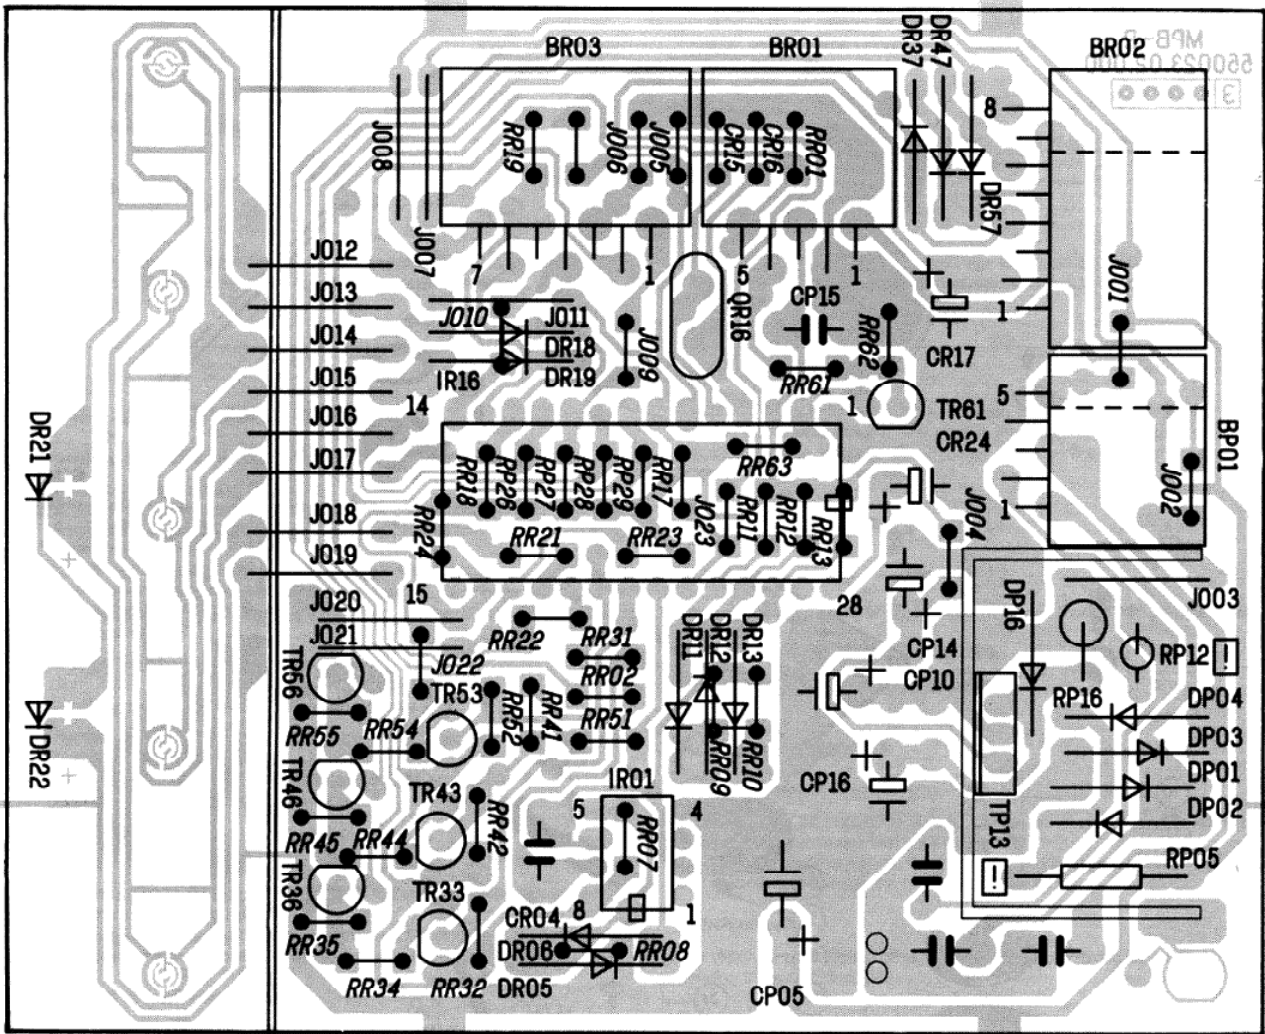 BR03
BR01
DR37
DR47
BR02
MPB-
550023.02.000
3
J008
RR19
J006
J005
CR15
CR16
RR01
8
DR57
J007
7
1
5
1
J012
J013
J014
J015
J016
J017
J018
J019
J020
J021
J010
J011
DR18
IR16
DR19
J009
QR16
CP15
+
RR62
RR61
CR17
1
J001
14
1
TR61
CR24
5
BP01
DR21
RR18
RP26
RP27
RP28
RP29
RR17
RR63
J023
RR11
RR12
RR13
RR24
RR21
RR23
+
J004
1
J002
+
15
28
+
CP14
CP10
DP16
J003
RP12
!
RP16
DP04
DP03
DP01
DP02
RR22
RR31
RR02
RR51
DR11
DR12
DR13
+
TR56
J022
TR53
RR55
RR54
RR52
RR41
RR09
RR10
DR22
+
TR46
TR43
RR45
RR44
RR42
IR01
5
4
RR07
8
1
CP16
+
TP13
!
RP05
TR36
TR33
RR35
RR34
RR32
CR04
DR06
DR05
RR08
+
CP05